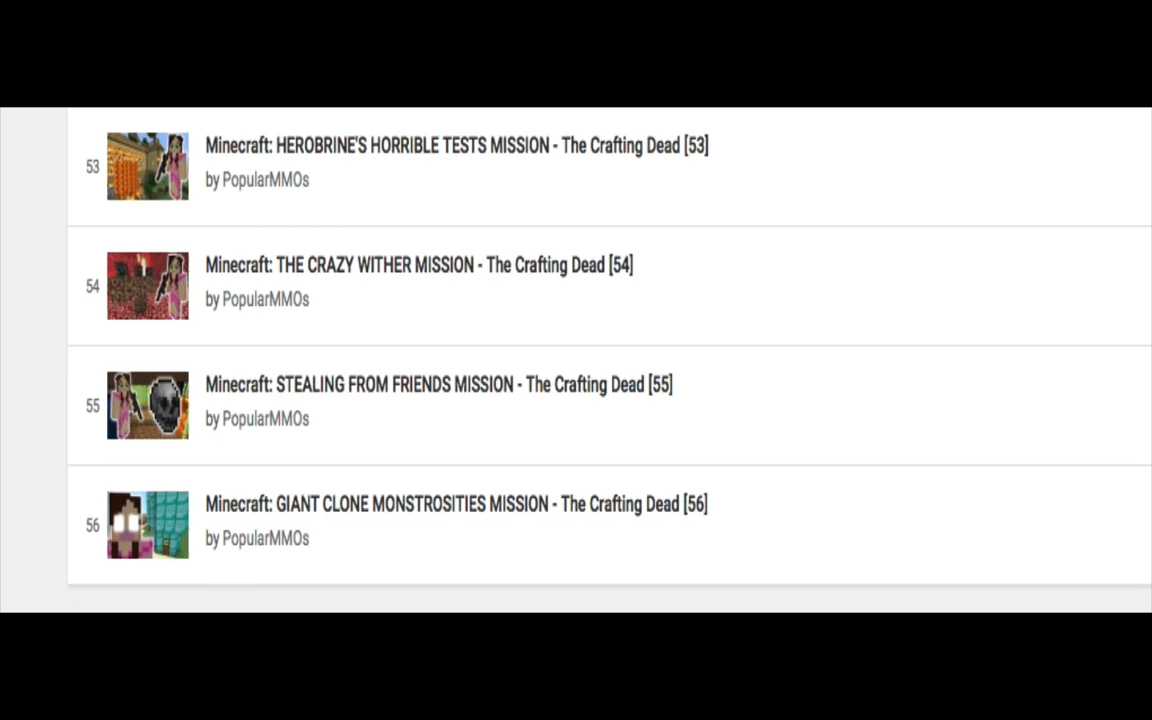 53
Minecraft: HEROBRINE'S HORRIBLE TESTS MISSION - The Crafting Dead [53]
by PopularMMOs
54
Minecraft: THE CRAZY WITHER MISSION - The Crafting Dead [54]
by PopularMMOs
55
Minecraft: STEALING FROM FRIENDS MISSION - The Crafting Dead [55]
by PopularMMOs
56
Minecraft: GIANT CLONE MONSTROSITIES MISSION - The Crafting Dead [56]
by PopularMMOs